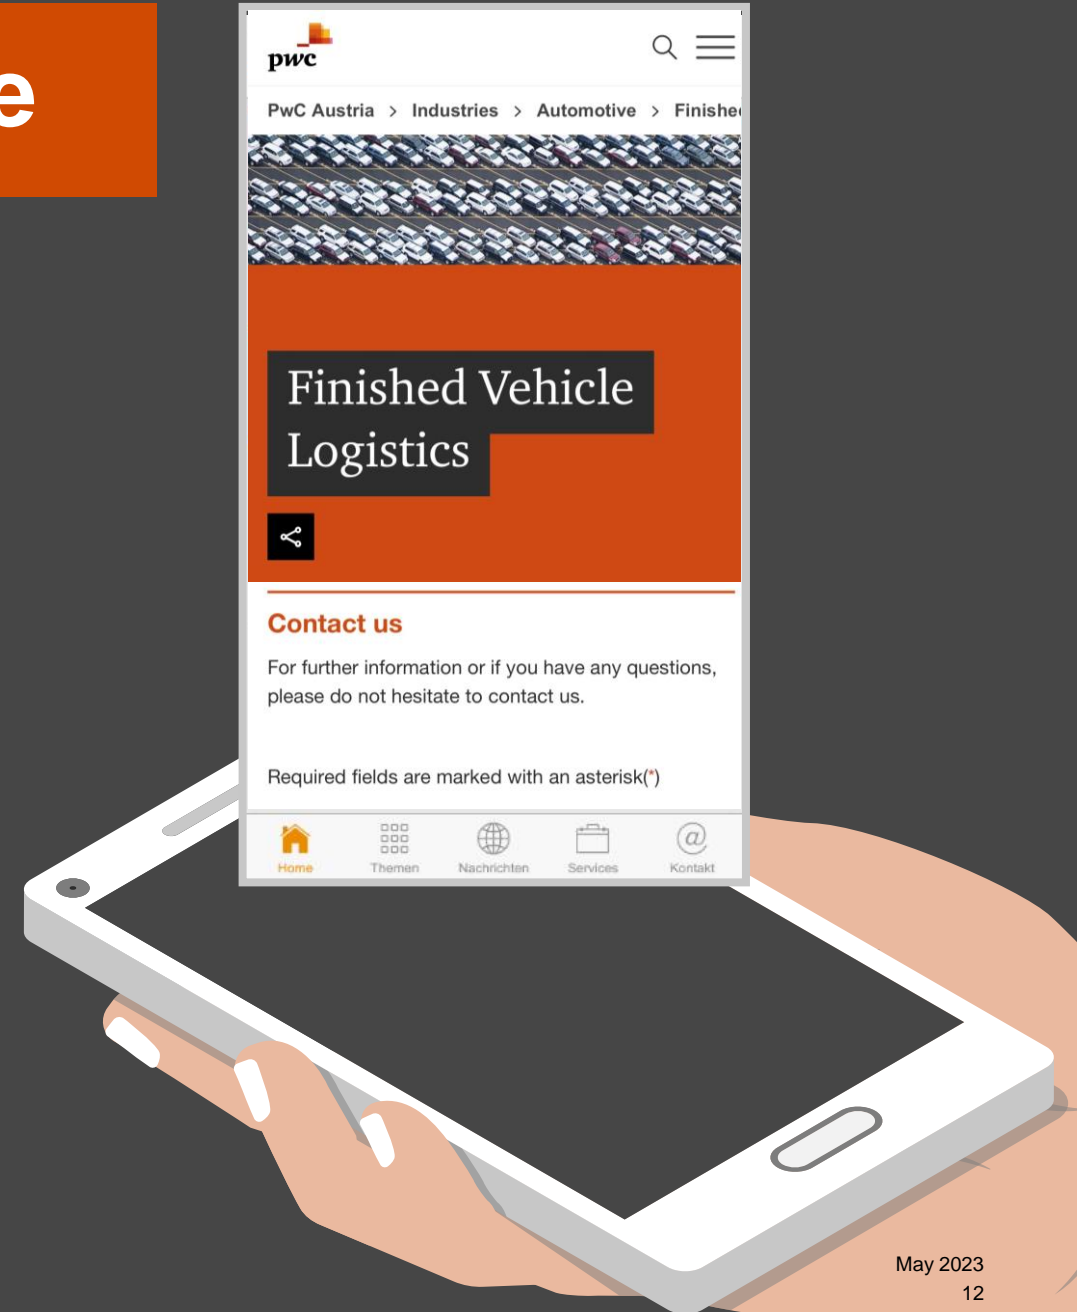 e
pwc
PwC Austria > Industries > Automotive > Finishe
Finished Vehicle
Logistics
Contact us
For further information or if you have any questions,
please do not hesitate to contact us.
Required fields are marked with an asterisk(*)
Home Themen Nachrichten Services Kontakt
May 2023
12